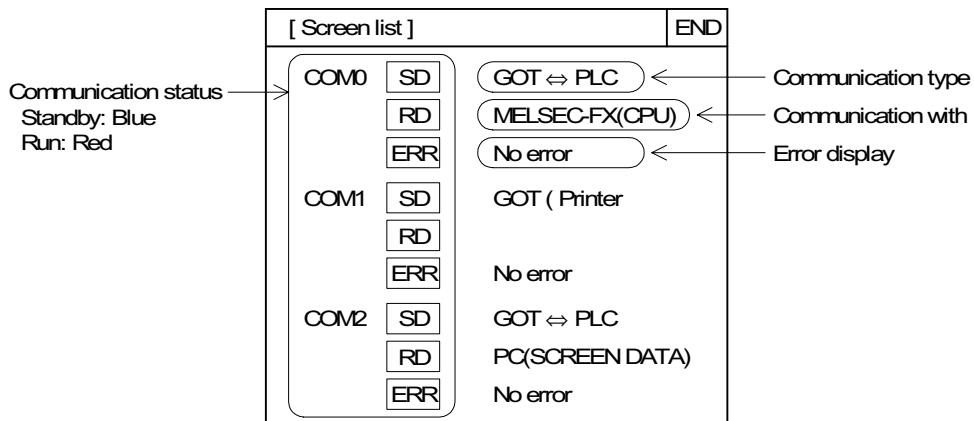 [ Screen list ] END
Communication status
Standby: Blue
Run: Red
COM0 SD GOT ⇔ PLC Communication type
RD MELSEC-FX(CPU) Communication with
ERR No error Error display
COM1 SD GOT ( Printer
RD
ERR No error
COM2 SD GOT ⇔ PLC
RD PC(SCREEN DATA)
ERR No error